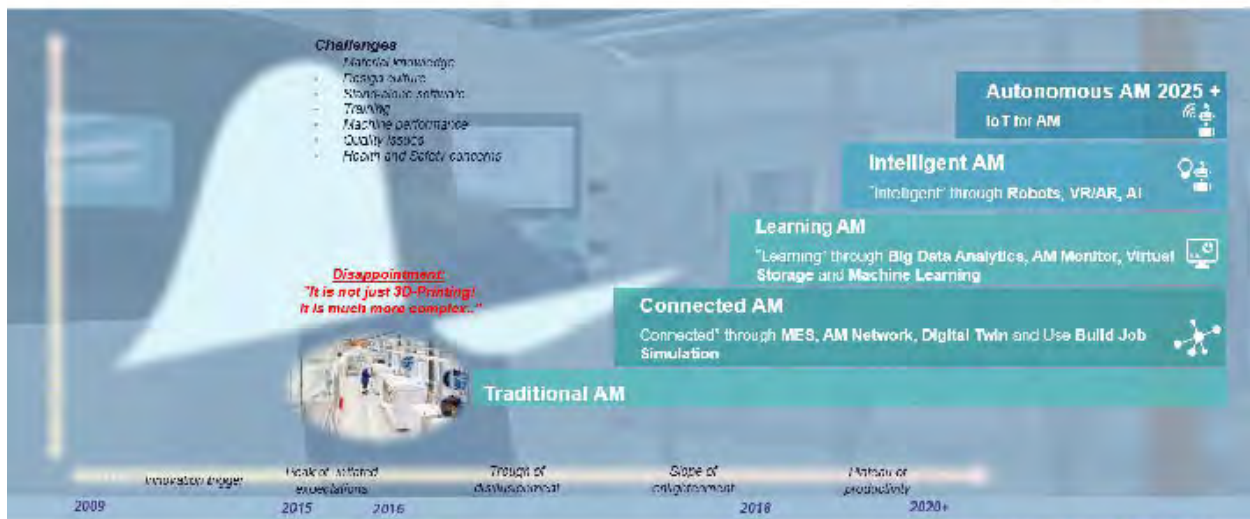 Challenges
- Material knowledge
- Design culture
- Stand-alone software
- Training
- Machine performance
- Quality issues
- Health and Safety concerns
Disappointment:
"It is not just 3D-Printing!
It is much more complex.."
Autonomous AM 2025 +
IoT for AM
Intelligent AM
"Intelligent" through Robots, VR/AR, AI
Learning AM
"Learning" through Big Data Analytics, AM Monitor, Virtual
Storage and Machine Learning
Connected AM
Connected" through MES, AM Network, Digital Twin and Use Build Job
Simulation
Traditional AM
Innovation trigger
Peak of inflated
expectations
Trough of
disillusionment
Slope of
enlightenment
Plateau of
productivity
2009
2015
2016
2018
2020+